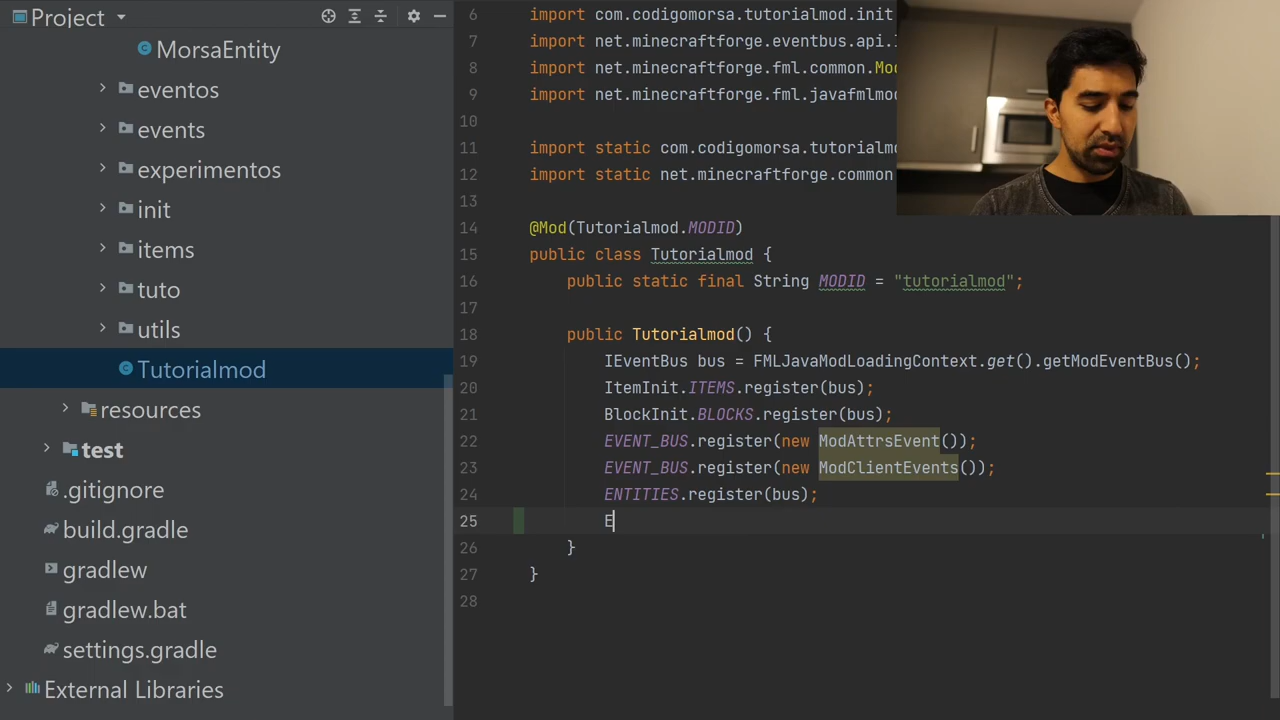 Project
MorsaEntity
eventos
events
experimentos
init
items
tuto
utils
Tutorialmod
resources
test
.gitignore
build.gradle
gradlew
gradlew.bat
settings.gradle
External Libraries
6 import com.codigomorsa.tutorialmod.init
7 import net.minecraftforge.eventbus.api.
8 import net.minecraftforge.fml.common.Mo
9 import net.minecraftforge.fml.javafmlmo
10
11 import static com.codigomorsa.tutorialmo
12 import static net.minecraftforge.common
13
14 @Mod(Tutorialmod.MODID)
15 public class Tutorialmod {
16 public static final String MODID = "tutorialmod";
17
18 public Tutorialmod() {
19 IEventBus bus = FMLJavaModLoadingContext.get().getModEventBus();
20 ItemInit.ITEMS.register(bus);
21 BlockInit.BLOCKS.register(bus);
22 EVENT_BUS.register(new ModAttrsEvent());
23 EVENT_BUS.register(new ModClientEvents());
24 ENTITIES.register(bus);
25 E
26 }
27 }
28